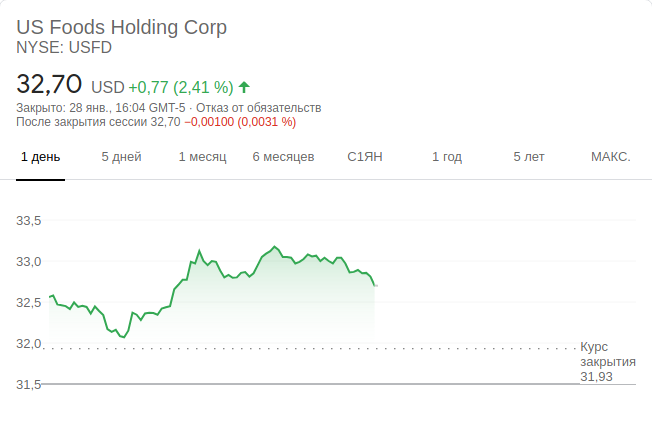 US Foods Holding Corp
NYSE: USFD
32,70 USD +0,77 (2,41 %)
Закрыто: 28 янв., 16:04 GMT-5 · Отказ от обязательств
После закрытия сессии 32,70 −0,00100 (0,0031 %)
1 день 5 дней 1 месяц 6 месяцев С1ЯН 1 год 5 лет МАКС.
33,5
33,0
32,5
32,0
31,5
Курс
закрытия
31,93